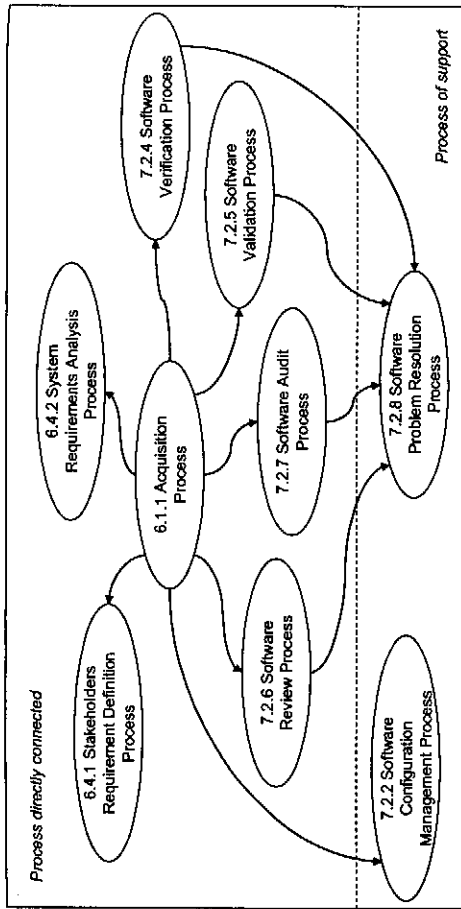 Process directly connected
6.4.1 Stakeholders
Requirement Definition
Process
6.4.2 System
Requirements Analysis
Process
7.2.4 Software
Verification Process
6.1.1 Acquisition
Process
7.2.5 Software
Validation Process
7.2.6 Software
Review Process
7.2.7 Software Audit
Process
7.2.2 Software
Configuration
Management Process
7.2.8 Software
Problem Resolution
Process
Process of support